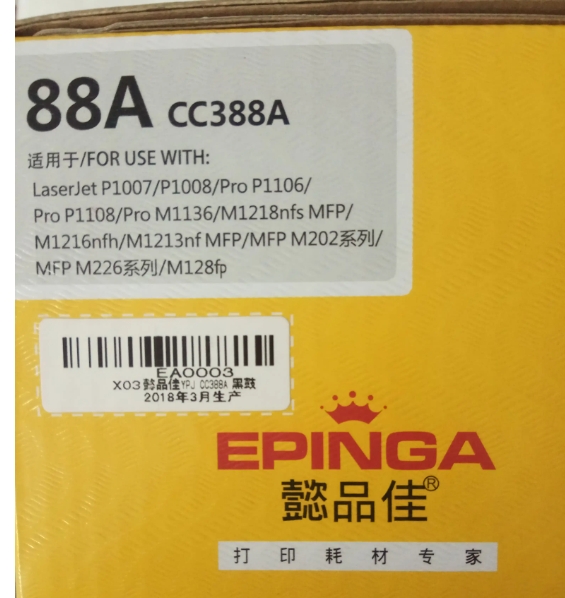 88A CC388A
适用于/FOR USE WITH:
LaserJet P1007/P1008/Pro P1106/
Pro P1108/Pro M1136/M1218nfs MFP/
M1216nfh/M1213nf MFP/MFP M202系列/
MFP M226系列/M128fp
EA0003
X03懿品佳YPJ CC388A 黑鼓
2018年3月生产
EPINGA
懿品佳®
打印耗材专家